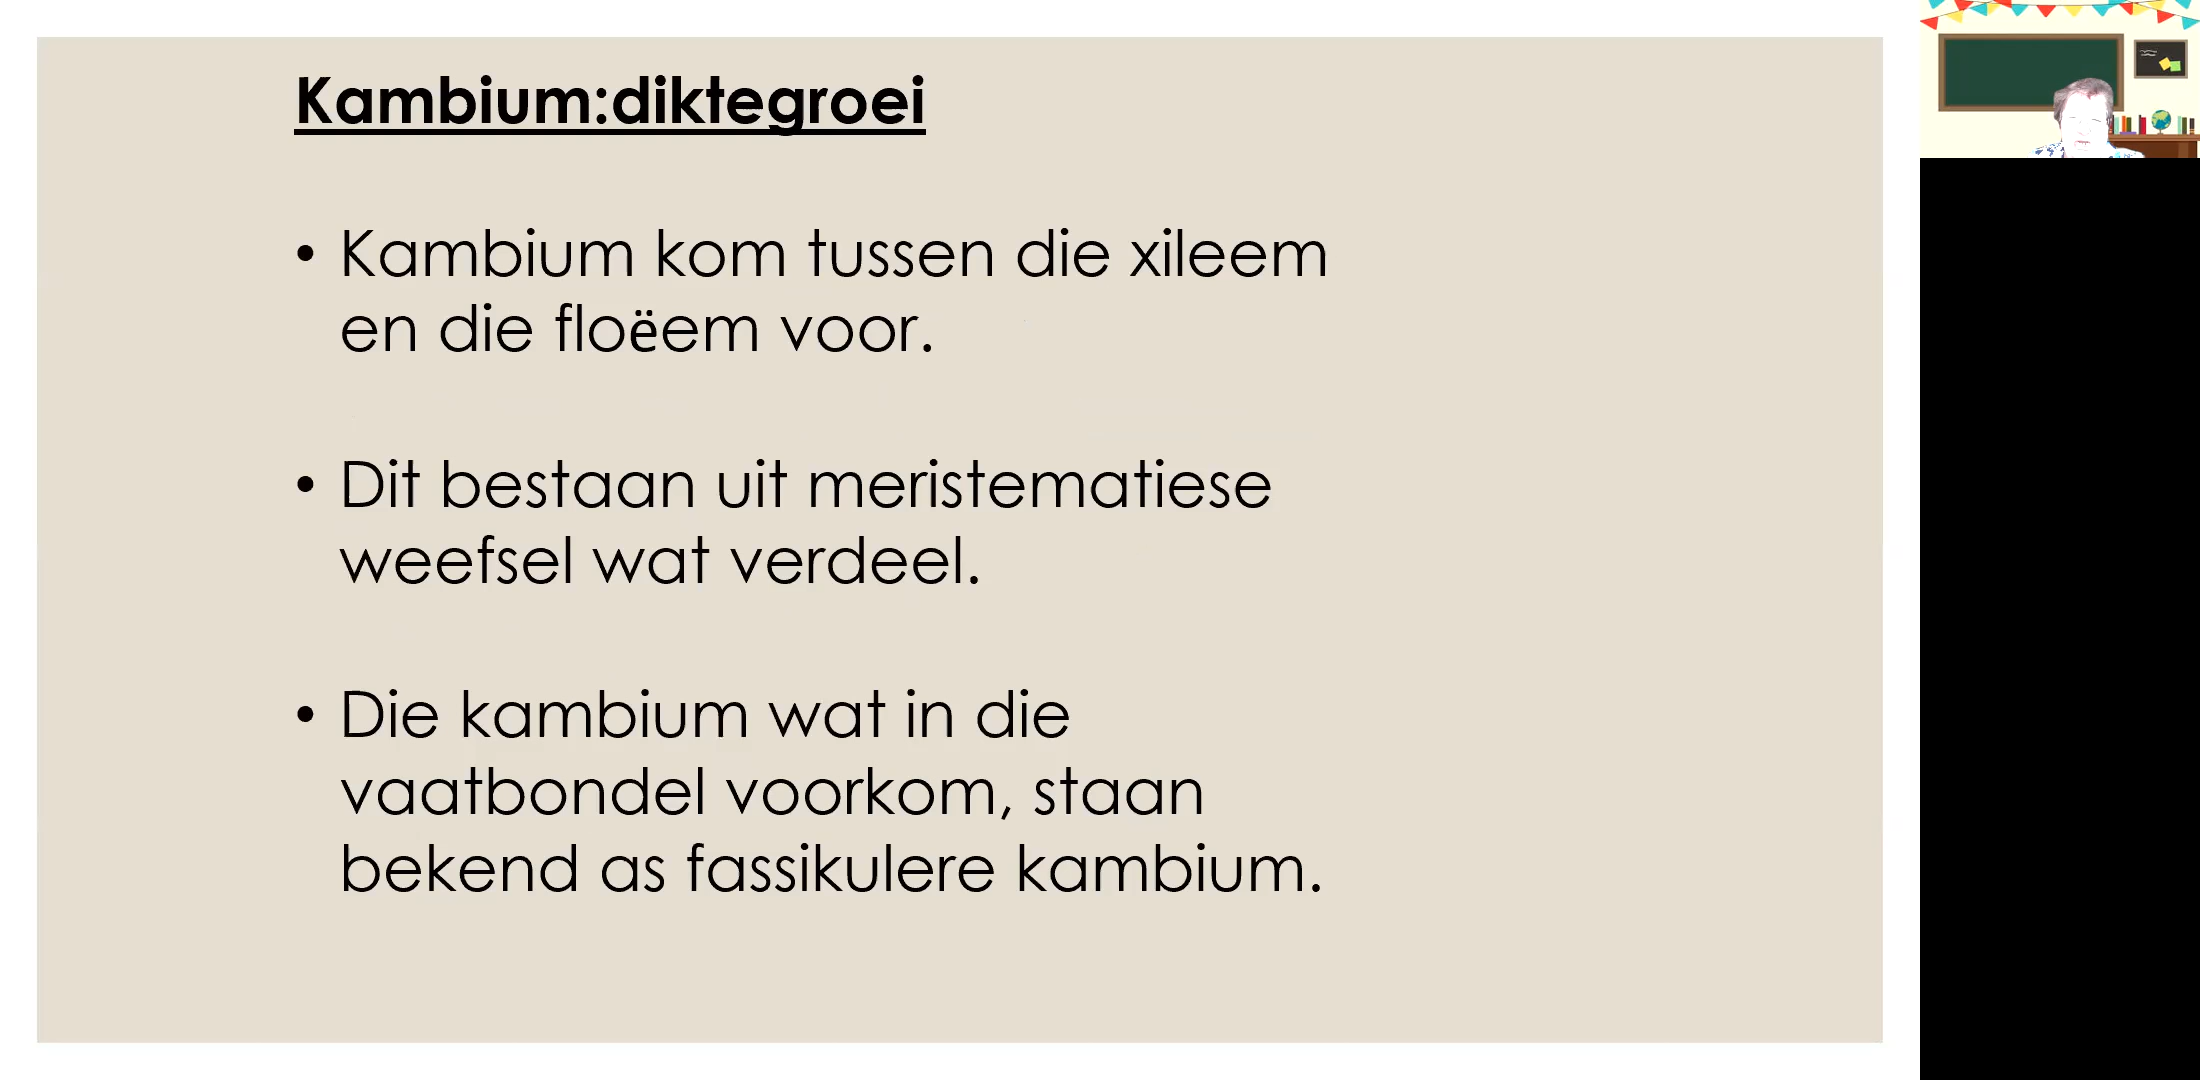 Kambium:diktegroei
• Kambium kom tussen die xileem
en die floëem voor.
• Dit bestaan uit meristematiese
weefsel wat verdeel.
• Die kambium wat in die
vaatbondel voorkom, staan
bekend as fassikulere kambium.